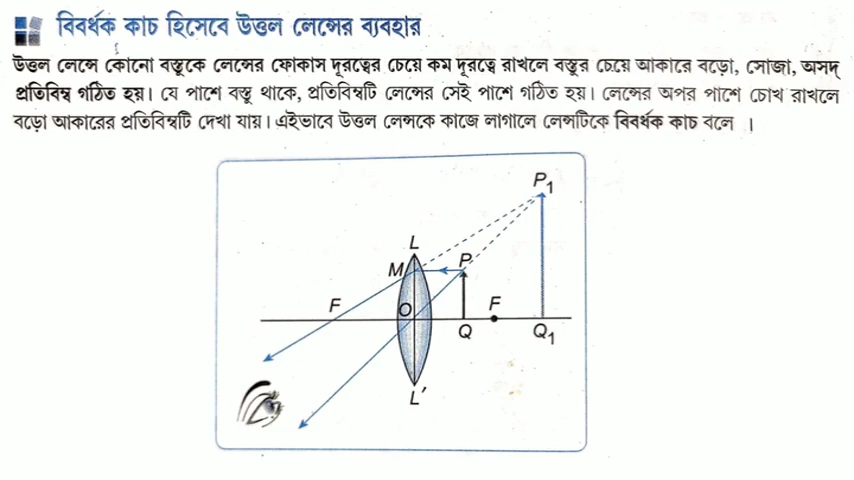 বিবর্ধক কাচ হিসেবে উত্তল লেন্সের ব্যবহার
উত্তল লেন্সে কোনো বস্তুকে লেন্সের ফোকাস দূরত্বের চেয়ে কম দূরত্বে রাখলে বস্তুর চেয়ে আকারে বড়ো, সোজা, অসদ্
প্রতিবিম্ব গঠিত হয়। যে পাশে বস্তু থাকে, প্রতিবিম্বটি লেন্সের সেই পাশে গঠিত হয়। লেন্সের অপর পাশে চোখ রাখলে
বড়ো আকারের প্রতিবিম্বটি দেখা যায়। এইভাবে উত্তল লেন্সকে কাজে লাগালে লেন্সটিকে বিবর্ধক কাচ বলে ।
P₁
L
M
P
F
O
F
Q
Q₁
L′